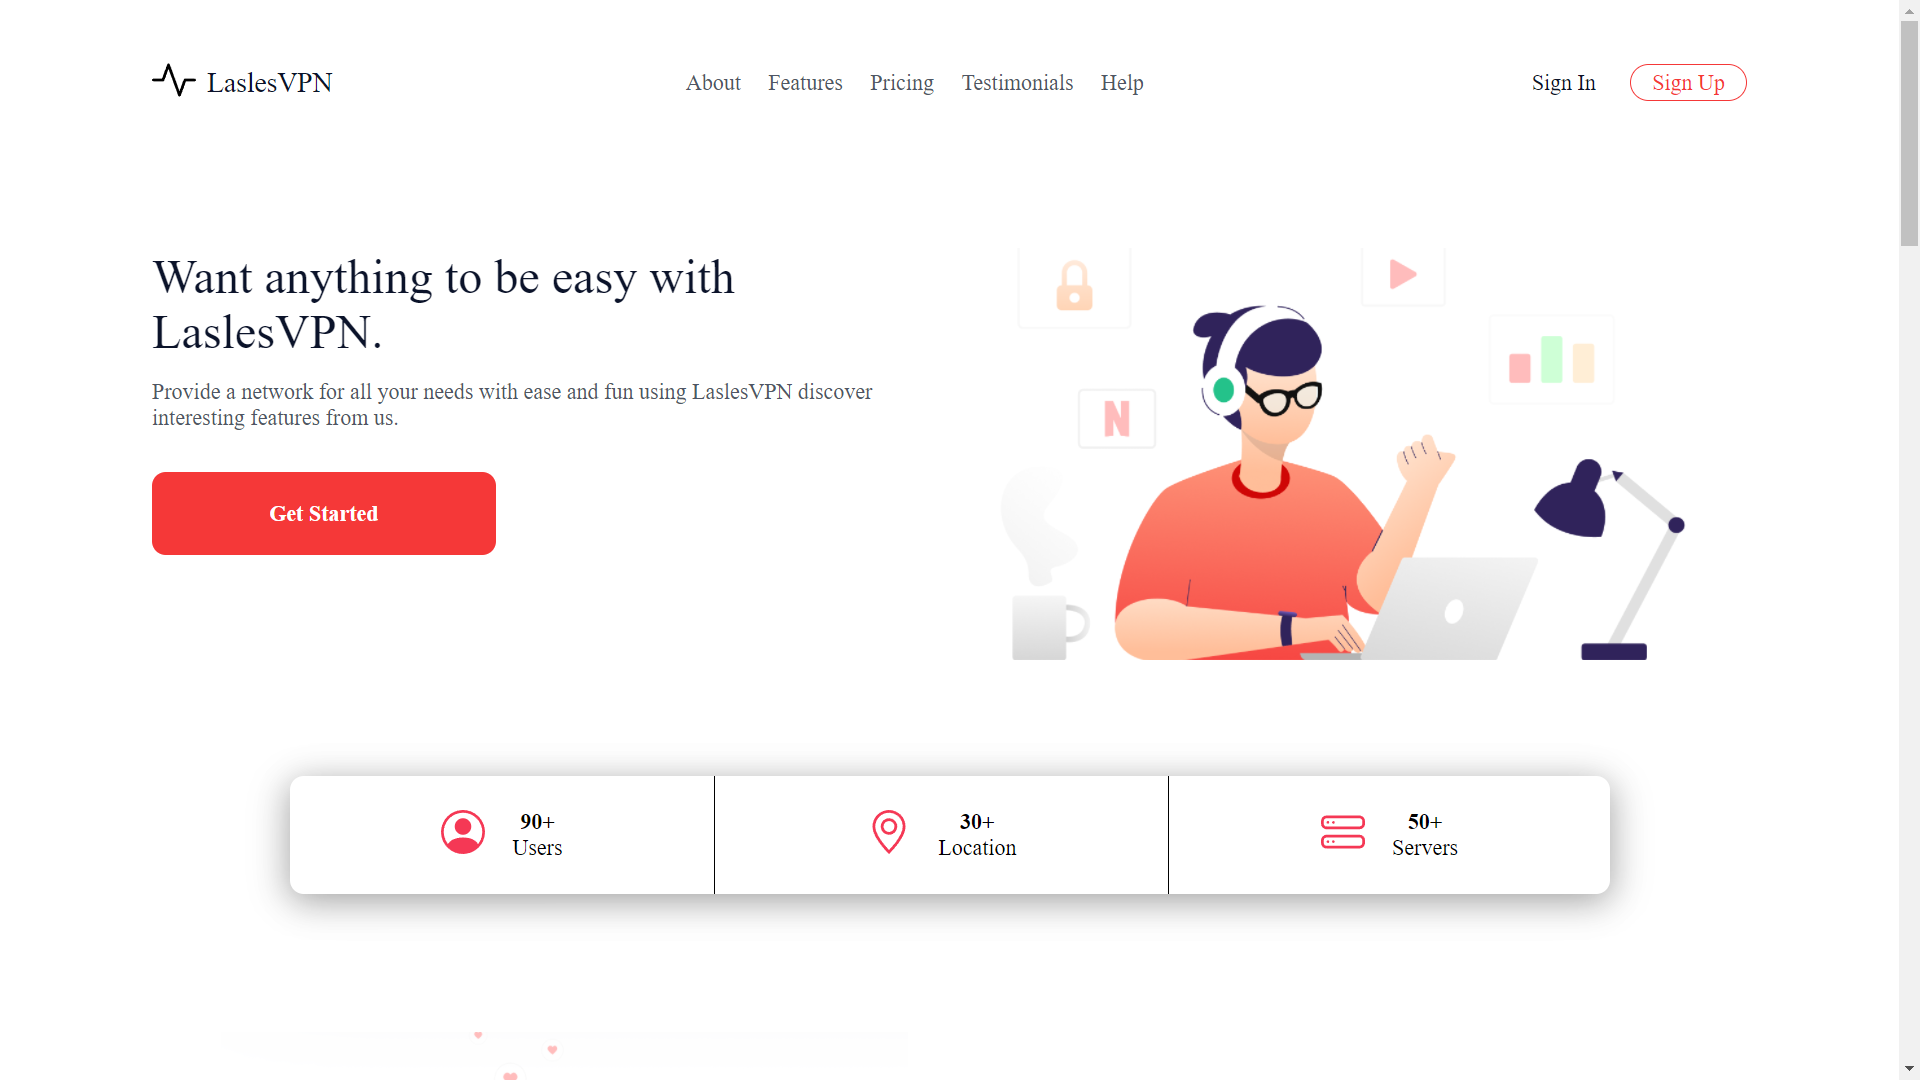 LaslesVPN
About Features Pricing Testimonials Help
Sign In Sign Up
Want anything to be easy with
LaslesVPN.
Provide a network for all your needs with ease and fun using LaslesVPN discover
interesting features from us.
Get Started
N
90+
Users
30+
Location
50+
Servers